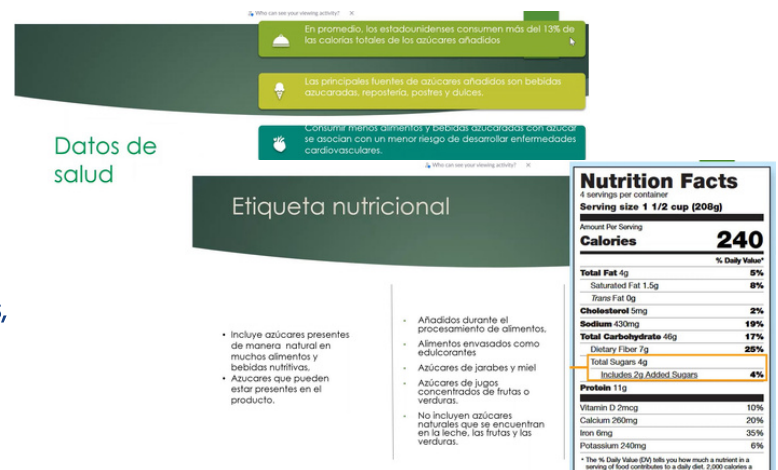 Who can see your viewing activity?
En promedio, los estadounidenses consumen más del 13% de
las calorías totales de los azúcares añadidos
Las principales fuentes de azúcares añadidos son bebidas
azucaradas, repostería, postres y dulces.
Consumir menos alimentos y bebidas azucaradas con azúcar
se asocian con un menor riesgo de desarrollar enfermedades
cardiovasculares.
Datos de
salud
Who can see your viewing activity?
Etiqueta nutricional
• Incluye azúcares presentes
de manera natural en
muchos alimentos y
bebidas nutritivas.
• Azucares que pueden
estar presentes en el
producto.
• Añadidos durante el
procesamiento de alimentos.
• Alimentos envasados como
edulcorantes
• Azúcares de jarabes y miel
• Azúcares de jugos
concentrados de frutas o
verduras.
• No incluyen azúcares
naturales que se encuentran
en la leche, las frutas y las
verduras.
Nutrition Facts
4 servings per container
Serving size 1 1/2 cup (208g)
Amount Per Serving
Calories 240
% Daily Value*
Total Fat 4g 5%
Saturated Fat 1.5g 8%
Trans Fat 0g
Cholesterol 5mg 2%
Sodium 430mg 19%
Total Carbohydrate 46g 17%
Dietary Fiber 7g 25%
Total Sugars 4g
Includes 2g Added Sugars 4%
Protein 11g
Vitamin D 2mcg 10%
Calcium 260mg 20%
Iron 6mg 35%
Potassium 240mg 6%
* The % Daily Value (DV) tells you how much a nutrient in a
serving of food contributes to a daily diet. 2,000 calories a